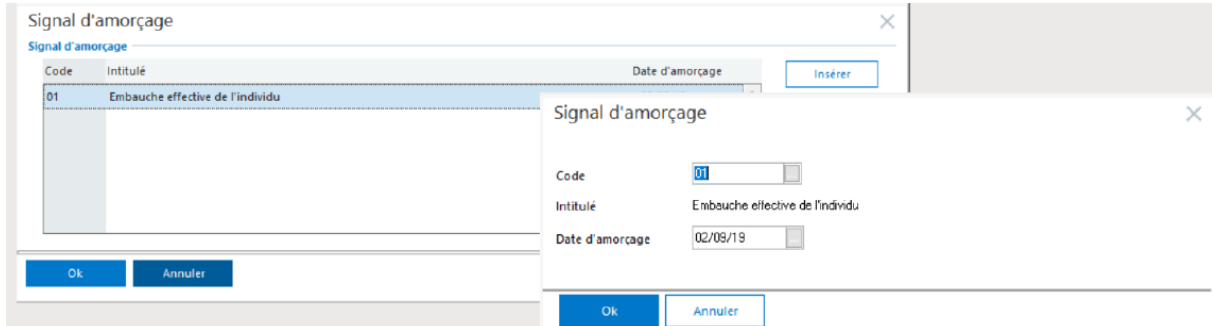 Signal d'amorçage
Signal d'amorçage
Code Intitulé Date d'amorçage Insérer
01 Embauche effective de l'individu
Ok Annuler
Signal d'amorçage
Code 01
Intitulé Embauche effective de l'individu
Date d'amorçage 02/09/19
Ok Annuler